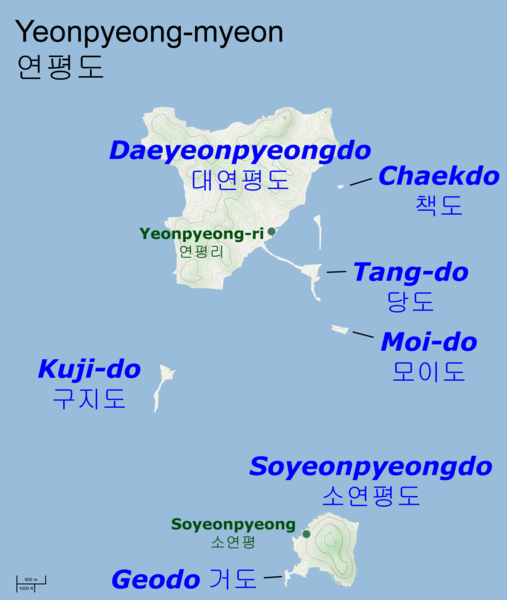 Yeonpyeong-myeon
연평도
Daeyeonpyeongdo
대연평도
Chaekdo
책도
Yeonpyeong-ri
연평리
Tang-do
당도
Moi-do
모이도
Kuji-do
구지도
Soyeonpyeongdo
소연평도
Soyeonpyeong
소연평
Geodo 거도